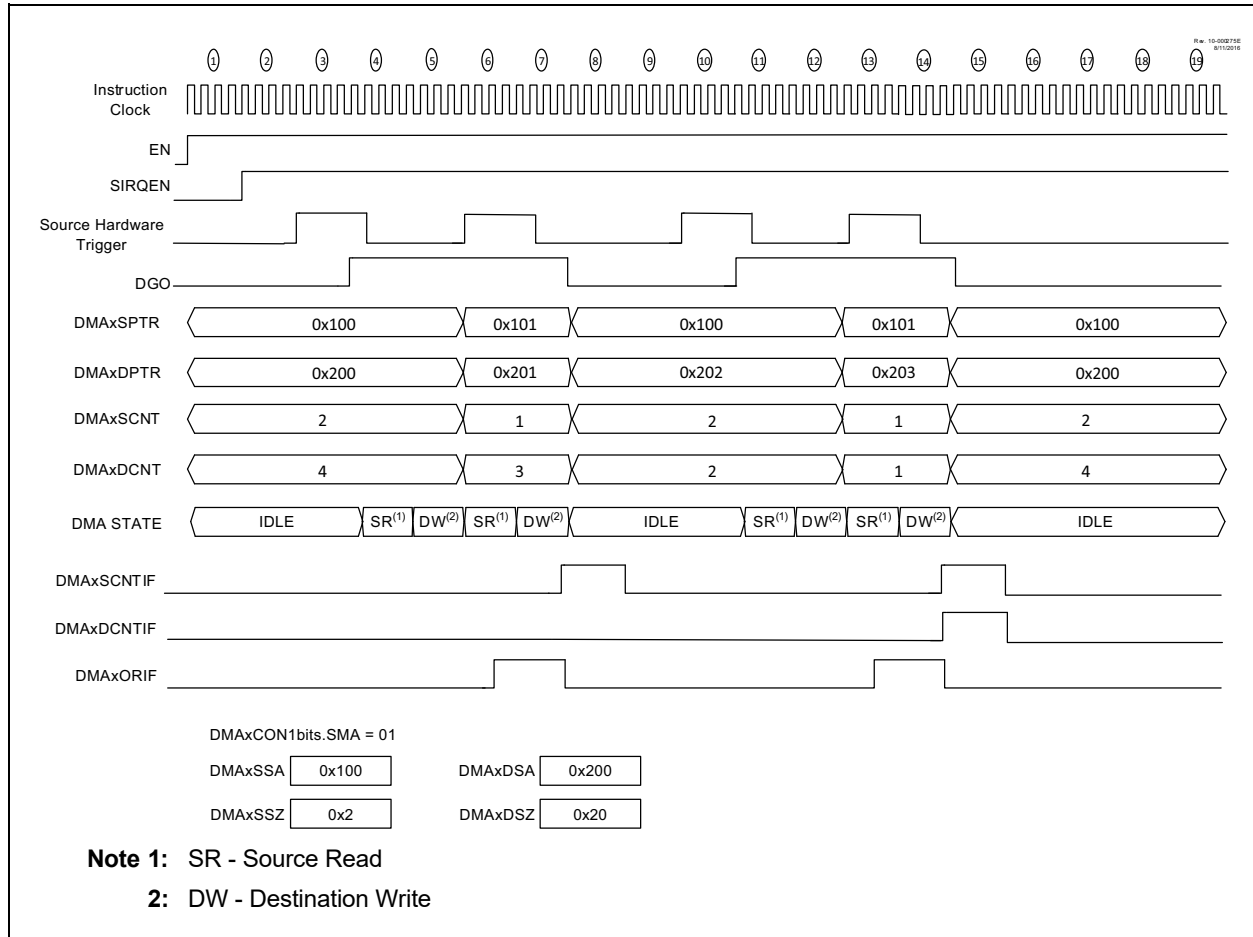 Rev. 10-000275E
8/11/2016
1 2 3 4 5 6 7 8 9 10 11 12 13 14 15 16 17 18 19
Instruction
Clock
EN
SIRQEN
Source Hardware
Trigger
DGO
DMAxSPTR 0x100 0x101 0x100 0x101 0x100
DMAxDPTR 0x200 0x201 0x202 0x203 0x200
DMAxSCNT 2 1 2 1 2
DMAxDCNT 4 3 2 1 4
DMA STATE IDLE SR(1) DW(2) SR(1) DW(2) IDLE SR(1) DW(2) SR(1) DW(2) IDLE
DMAxSCNTIF
DMAxDCNTIF
DMAxORIF
DMAxCON1bits.SMA = 01
DMAxSSA 0x100 DMAxDSA 0x200
DMAxSSZ 0x2 DMAxDSZ 0x20
Note 1: SR - Source Read
2: DW - Destination Write